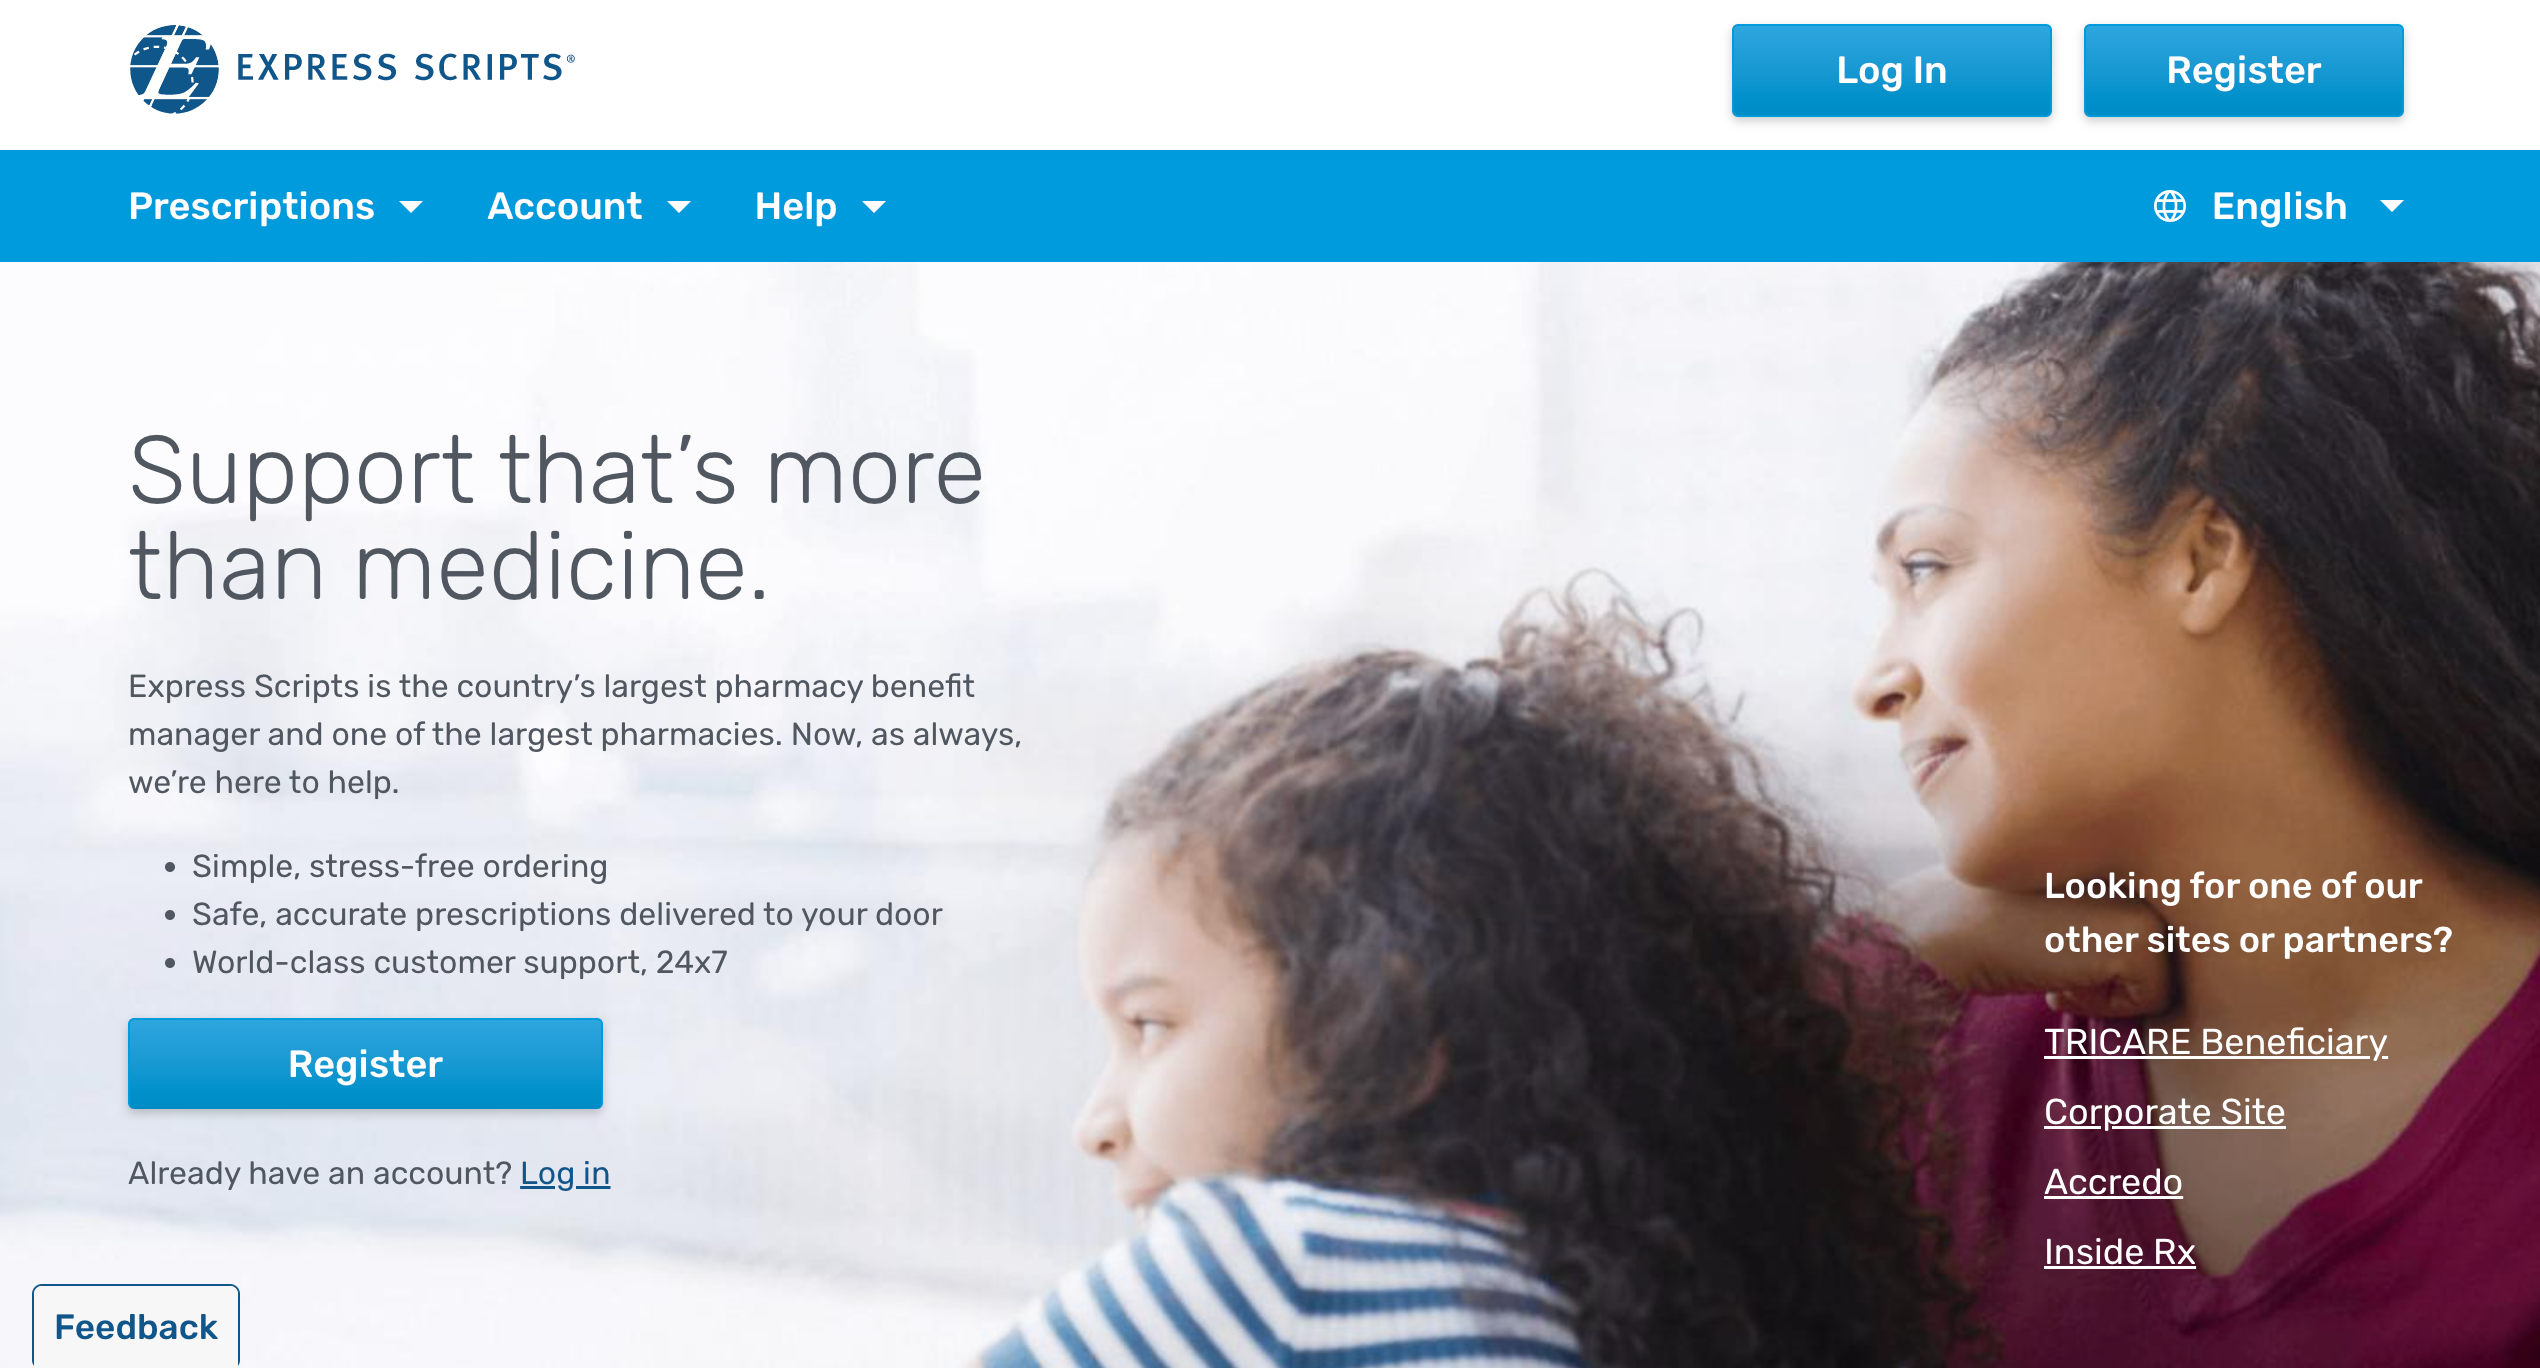 EXPRESS SCRIPTS®
Log In
Register
Prescriptions
Account
Help
English
Support that’s more
than medicine.
Express Scripts is the country’s largest pharmacy benefit
manager and one of the largest pharmacies. Now, as always,
we’re here to help.
• Simple, stress-free ordering
• Safe, accurate prescriptions delivered to your door
• World-class customer support, 24x7
Register
Already have an account? Log in
Looking for one of our
other sites or partners?
TRICARE Beneficiary
Corporate Site
Accredo
Inside Rx
Feedback